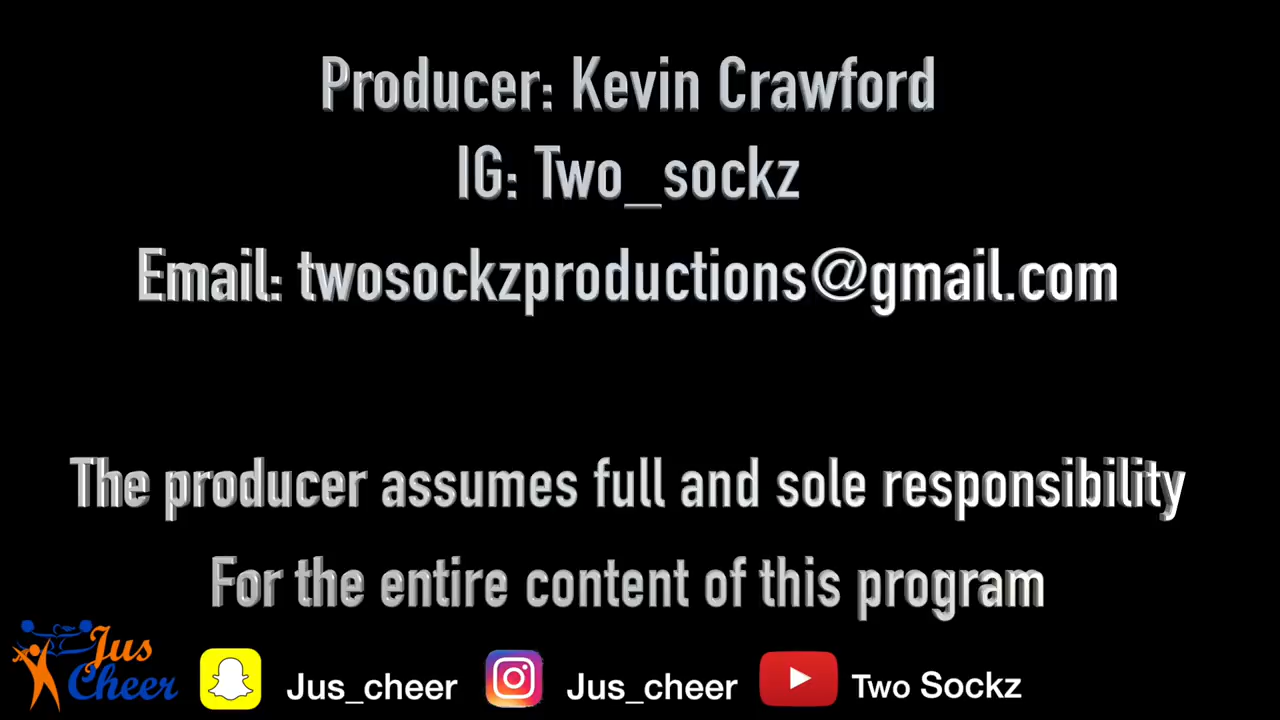 Producer: Kevin Crawford
IG: Two_sockz
Email: twosockzproductions@gmail.com
The producer assumes full and sole responsibility
For the entire content of this program
Jus
Cheer
Jus_cheer
Jus_cheer
Two Sockz